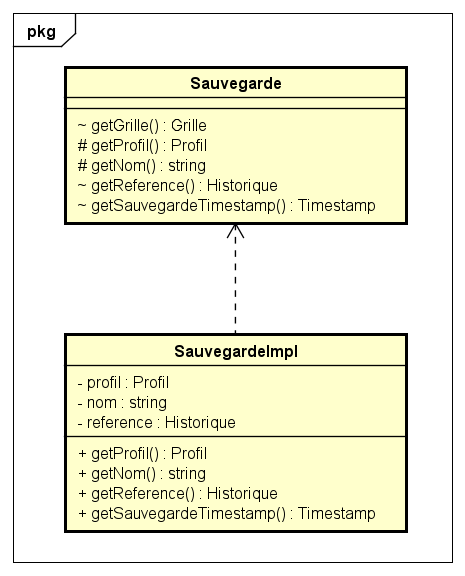 pkg
Sauvegarde
~ getGrille() : Grille
# getProfil() : Profil
# getNom() : string
~ getReference() : Historique
~ getSauvegardeTimestamp() : Timestamp
SauvegardeImpl
- profil : Profil
- nom : string
- reference : Historique
+ getProfil() : Profil
+ getNom() : string
+ getReference() : Historique
+ getSauvegardeTimestamp() : Timestamp